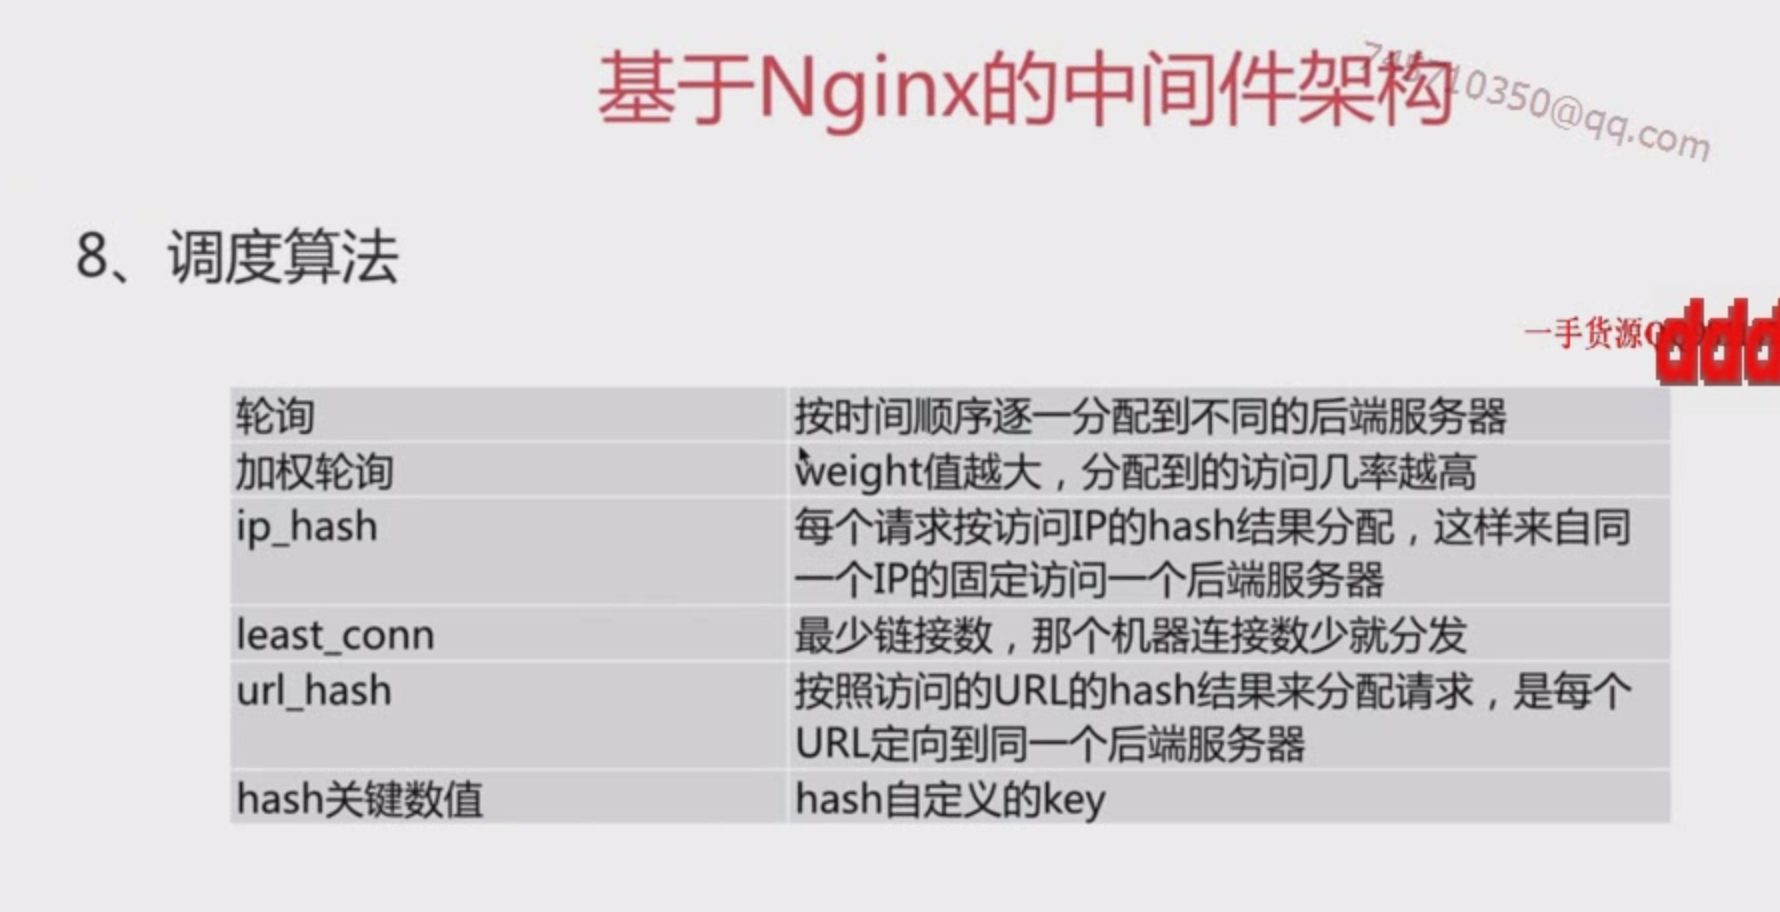 基于Nginx的中间件架构
10350@qq.com
8、调度算法
一手货源
ddd
轮询 按时间顺序逐一分配到不同的后端服务器
加权轮询 weight值越大，分配到的访问几率越高
ip_hash 每个请求按访问IP的hash结果分配，这样来自同
一个IP的固定访问一个后端服务器
least_conn 最少链接数，那个机器连接数少就分发
url_hash 按照访问的URL的hash结果来分配请求，是每个
URL定向到同一个后端服务器
hash关键数值 hash自定义的key